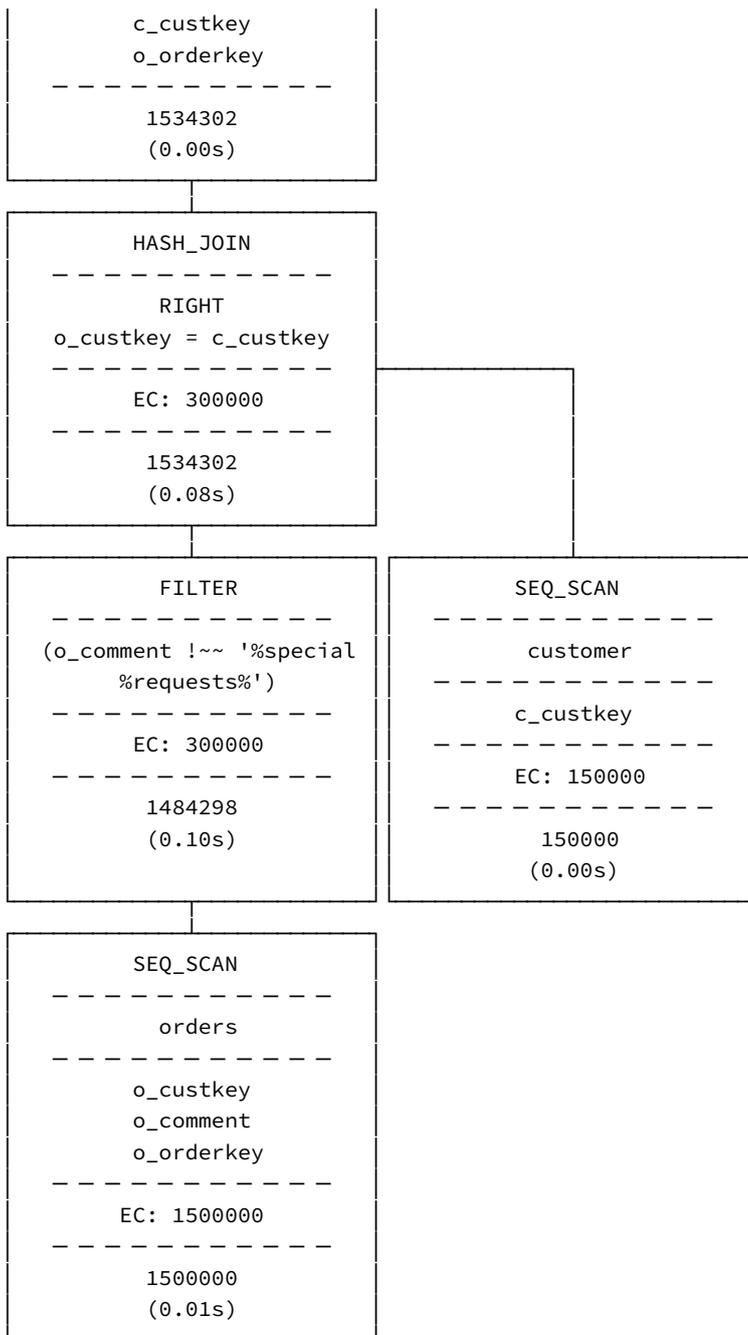 c_custkey
o_orderkey
─ ─ ─ ─ ─ ─ ─ ─ ─ ─ ─
1534302
(0.00s)
HASH_JOIN
─ ─ ─ ─ ─ ─ ─ ─ ─ ─ ─
RIGHT
o_custkey = c_custkey
─ ─ ─ ─ ─ ─ ─ ─ ─ ─ ─
EC: 300000
─ ─ ─ ─ ─ ─ ─ ─ ─ ─ ─
1534302
(0.08s)
FILTER
─ ─ ─ ─ ─ ─ ─ ─ ─ ─ ─
(o_comment !~~ '%special
%requests%')
─ ─ ─ ─ ─ ─ ─ ─ ─ ─ ─
EC: 300000
─ ─ ─ ─ ─ ─ ─ ─ ─ ─ ─
1484298
(0.10s)
SEQ_SCAN
─ ─ ─ ─ ─ ─ ─ ─ ─ ─ ─
customer
─ ─ ─ ─ ─ ─ ─ ─ ─ ─ ─
c_custkey
─ ─ ─ ─ ─ ─ ─ ─ ─ ─ ─
EC: 150000
─ ─ ─ ─ ─ ─ ─ ─ ─ ─ ─
150000
(0.00s)
SEQ_SCAN
─ ─ ─ ─ ─ ─ ─ ─ ─ ─ ─
orders
─ ─ ─ ─ ─ ─ ─ ─ ─ ─ ─
o_custkey
o_comment
o_orderkey
─ ─ ─ ─ ─ ─ ─ ─ ─ ─ ─
EC: 1500000
─ ─ ─ ─ ─ ─ ─ ─ ─ ─ ─
1500000
(0.01s)